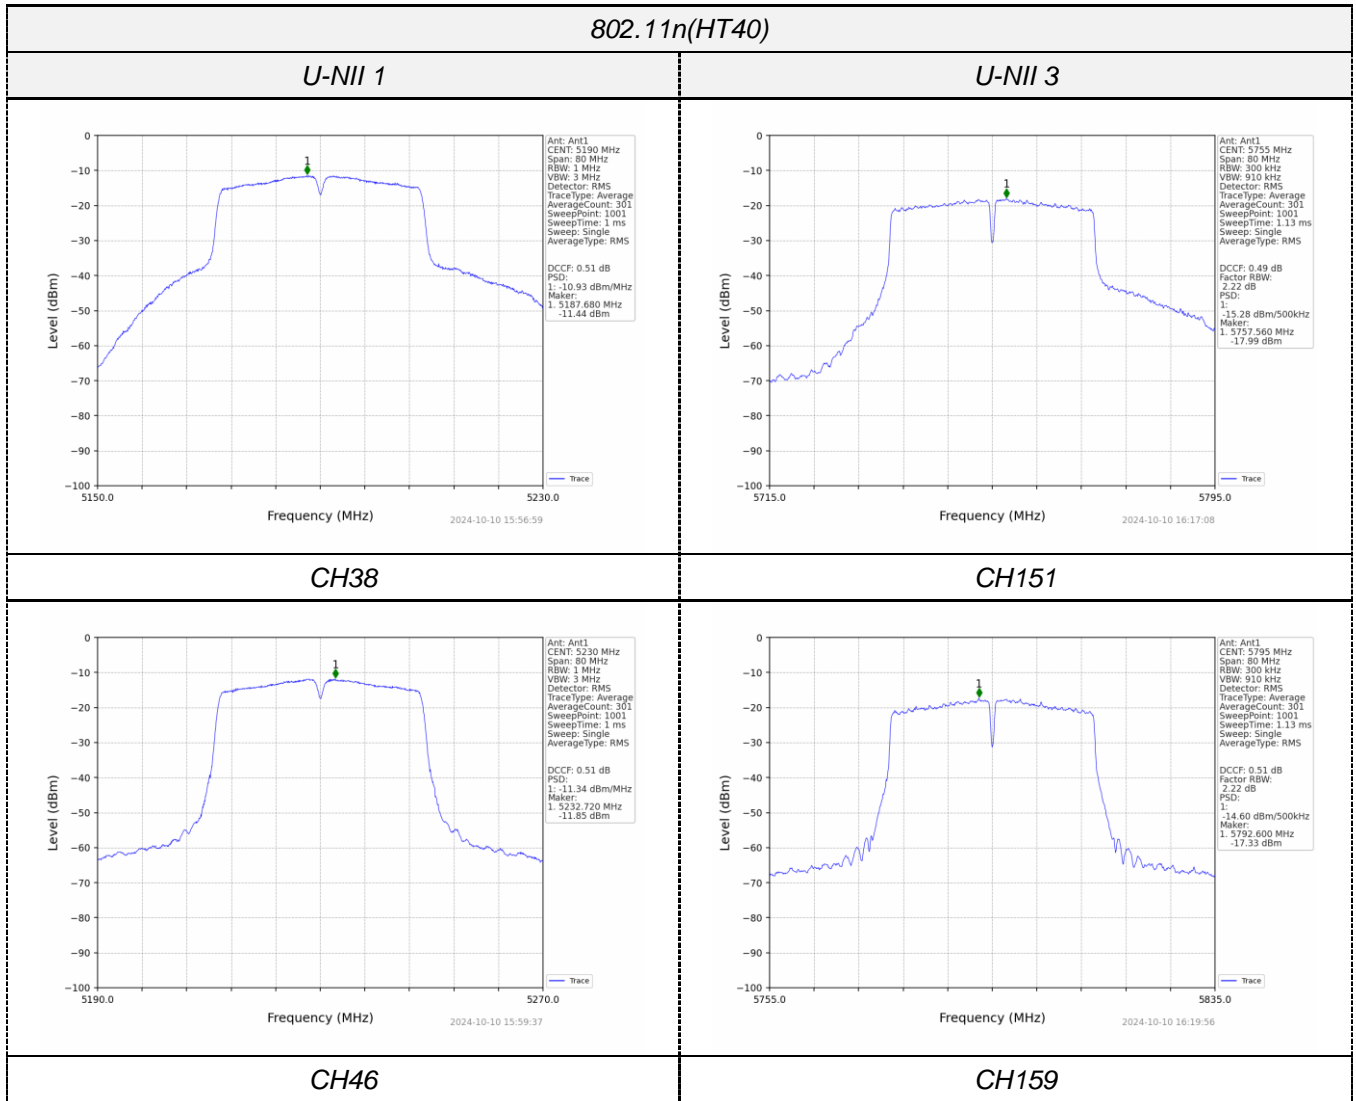 802.11n(HT40)
U-NII 1
U-NII 3
0
-10
-20
-30
-40
-50
-60
-70
-80
-90
-100
Level (dBm)
1
5150.0
5230.0
Frequency (MHz)
2024-10-10 15:56:59
Ant: Ant1
CENT: 5190 MHz
Span: 80 MHz
RBW: 1 MHz
VBW: 3 MHz
Detector: RMS
TraceType: Average
AverageCount: 301
SweepPoint: 1001
SweepTime: 1 ms
Sweep: Single
AverageType: RMS
DCCF: 0.51 dB
PSD:
1: -10.93 dBm/MHz
Maker:
1. 5187.680 MHz
-11.44 dBm
Trace
0
-10
-20
-30
-40
-50
-60
-70
-80
-90
-100
Level (dBm)
1
5715.0
5795.0
Frequency (MHz)
2024-10-10 16:17:08
Ant: Ant1
CENT: 5755 MHz
Span: 80 MHz
RBW: 300 kHz
VBW: 910 kHz
Detector: RMS
TraceType: Average
AverageCount: 301
SweepPoint: 1001
SweepTime: 1.13 ms
Sweep: Single
AverageType: RMS
DCCF: 0.49 dB
Factor RBW:
2.22 dB
PSD:
1:
-15.28 dBm/500kHz
Maker:
1. 5757.560 MHz
-17.99 dBm
Trace
CH38
CH151
0
-10
-20
-30
-40
-50
-60
-70
-80
-90
-100
Level (dBm)
1
5190.0
5270.0
Frequency (MHz)
2024-10-10 15:59:37
Ant: Ant1
CENT: 5230 MHz
Span: 80 MHz
RBW: 1 MHz
VBW: 3 MHz
Detector: RMS
TraceType: Average
AverageCount: 301
SweepPoint: 1001
SweepTime: 1 ms
Sweep: Single
AverageType: RMS
DCCF: 0.51 dB
PSD:
1: -11.34 dBm/MHz
Maker:
1. 5232.720 MHz
-11.85 dBm
Trace
0
-10
-20
-30
-40
-50
-60
-70
-80
-90
-100
Level (dBm)
1
5755.0
5835.0
Frequency (MHz)
2024-10-10 16:19:56
Ant: Ant1
CENT: 5795 MHz
Span: 80 MHz
RBW: 300 kHz
VBW: 910 kHz
Detector: RMS
TraceType: Average
AverageCount: 301
SweepPoint: 1001
SweepTime: 1.13 ms
Sweep: Single
AverageType: RMS
DCCF: 0.51 dB
Factor RBW:
2.22 dB
PSD:
1:
-14.60 dBm/500kHz
Maker:
1. 5792.600 MHz
-17.33 dBm
Trace
CH46
CH159